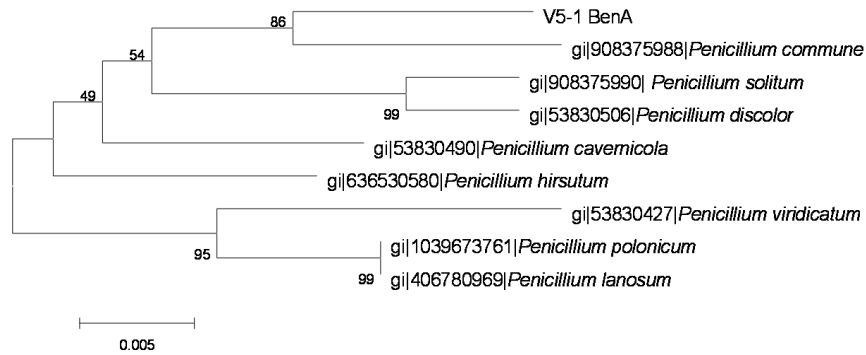 86
V5-1 BenA
gi|908375988|Penicillium commune
54
gi|908375990| Penicillium solitum
49
99
gi|53830506|Penicillium discolor
gi|53830490|Penicillium cavernicola
gi|636530580|Penicillium hirsutum
gi|53830427|Penicillium viridicatum
95
gi|1039673761|Penicillium polonicum
99
gi|406780969|Penicillium lanosum
0.005